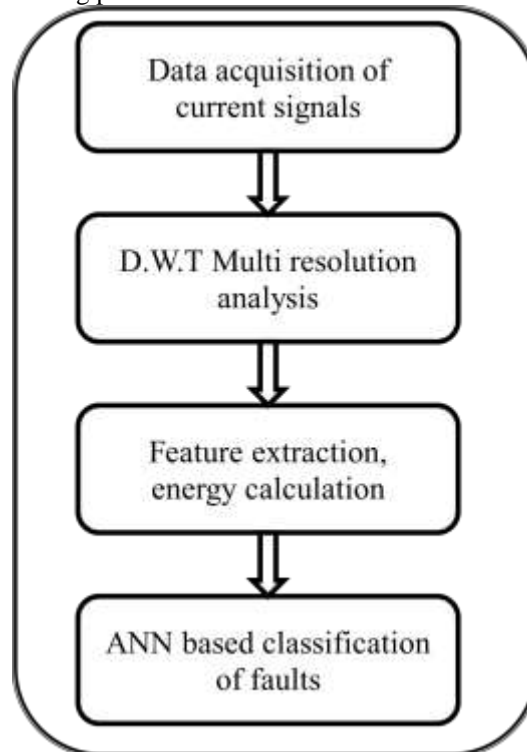 Data acquisition of
current signals
D.W.T Multi resolution
analysis
Feature extraction,
energy calculation
ANN based classification
of faults